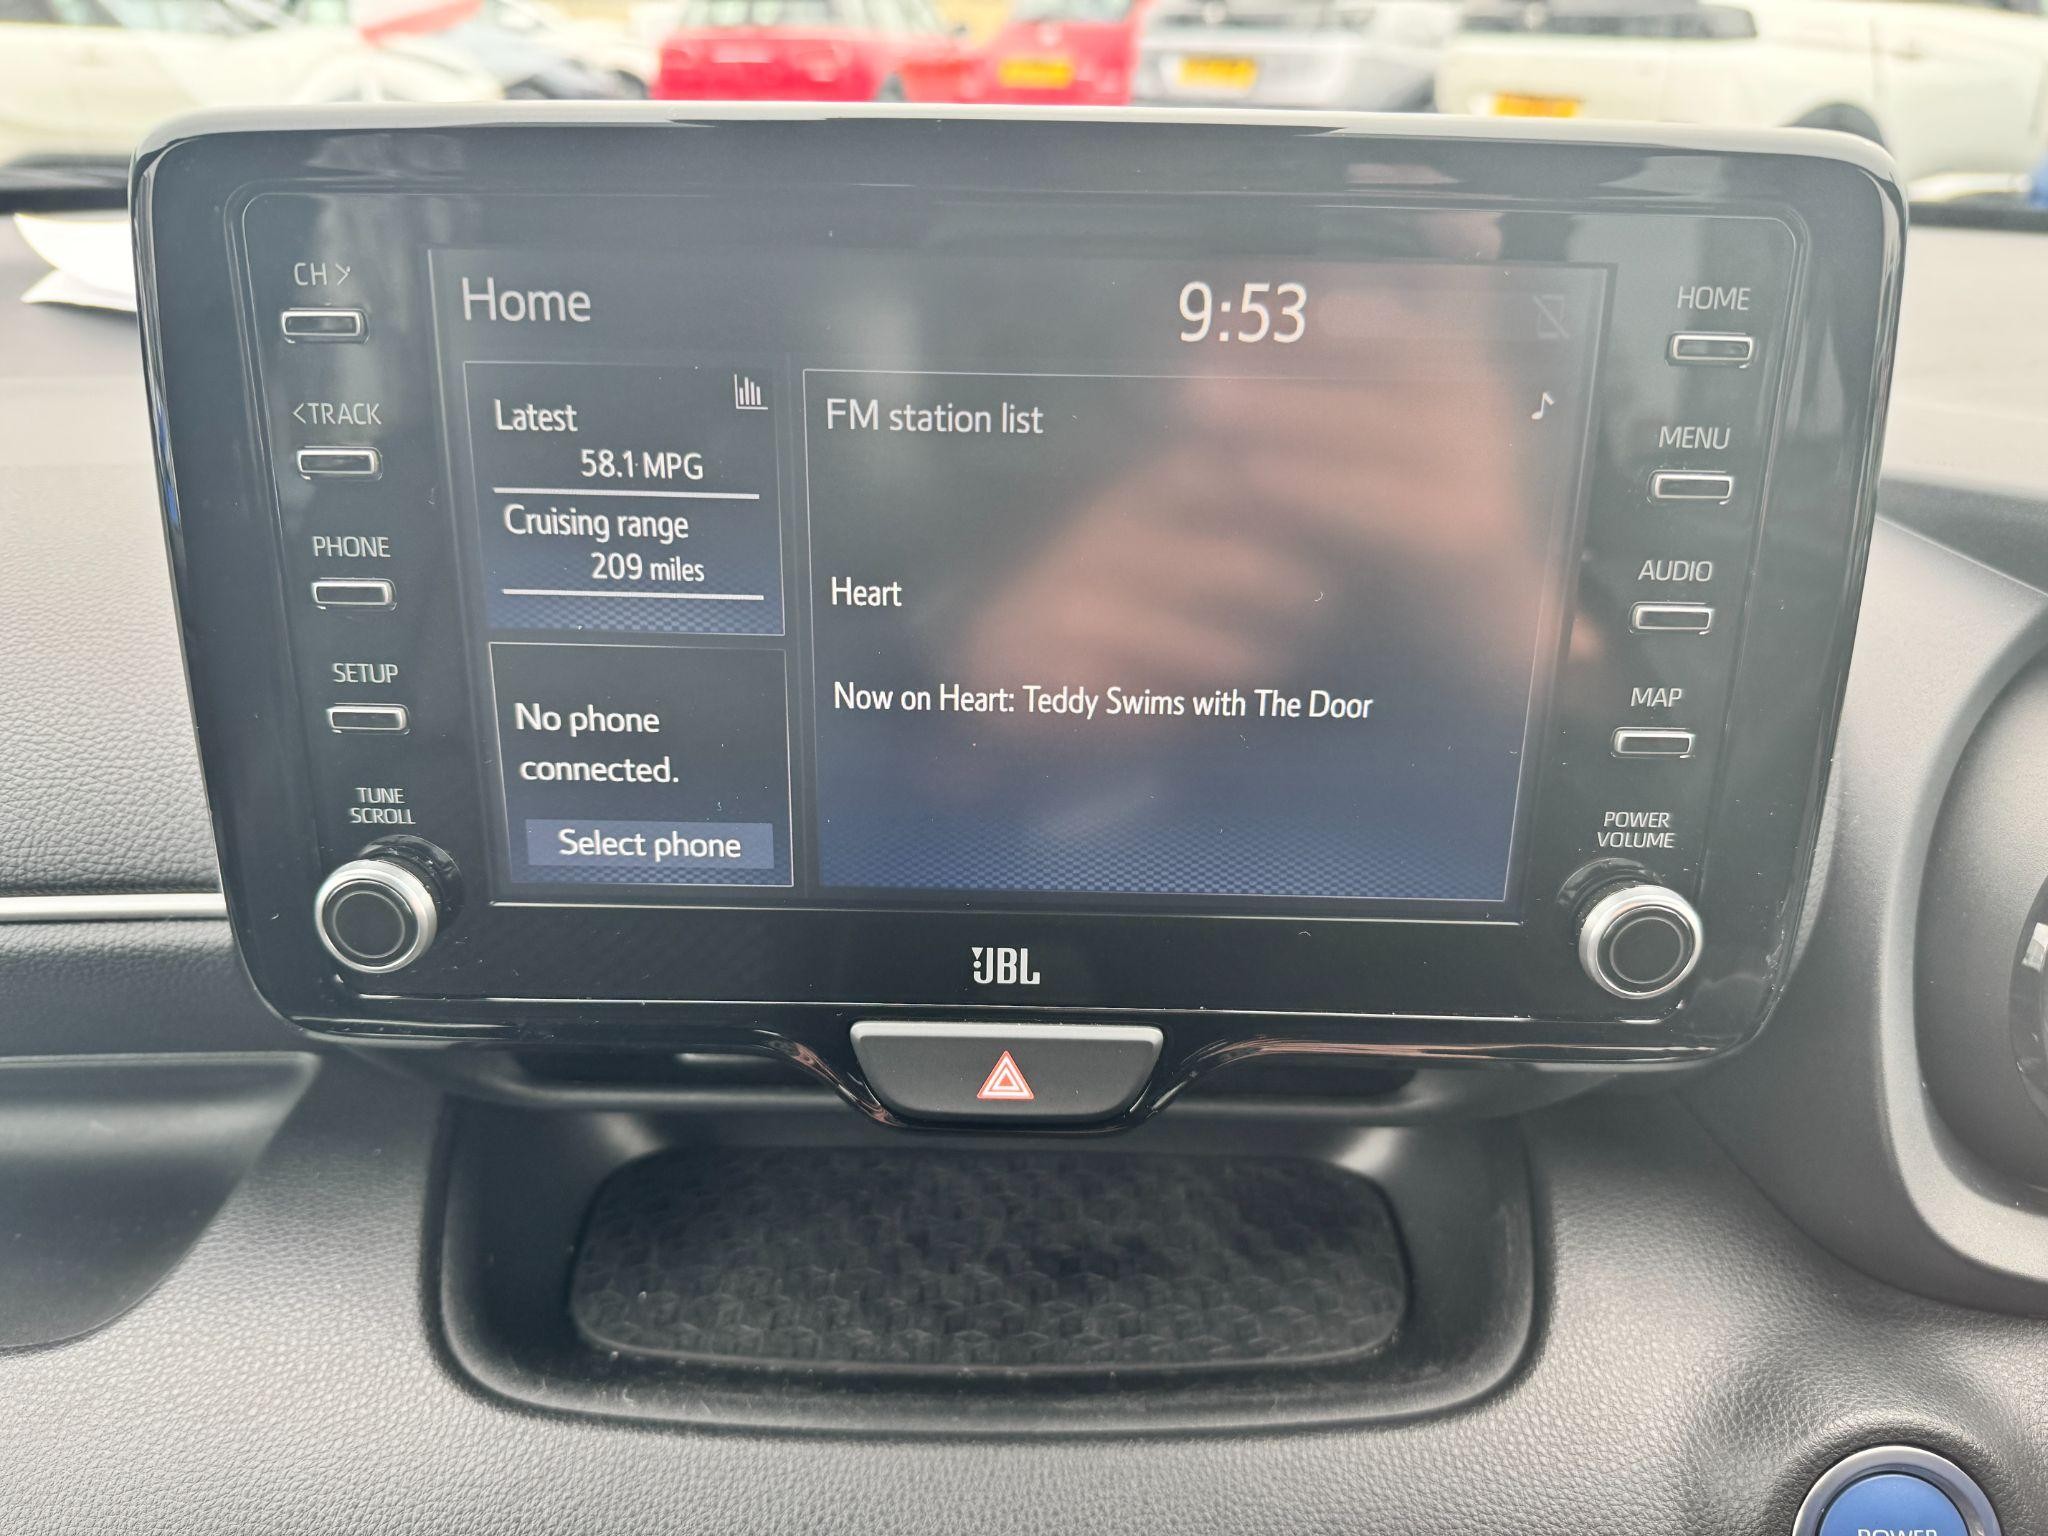 CH >
<TRACK
PHONE
SETUP
TUNE
SCROLL
Home
9:53
Latest
58.1 MPG
Cruising range
209 miles
No phone
connected.
Select phone
FM station list
Heart
Now on Heart: Teddy Swims with The Door
HOME
MENU
AUDIO
MAP
POWER
VOLUME
JBL
POWER